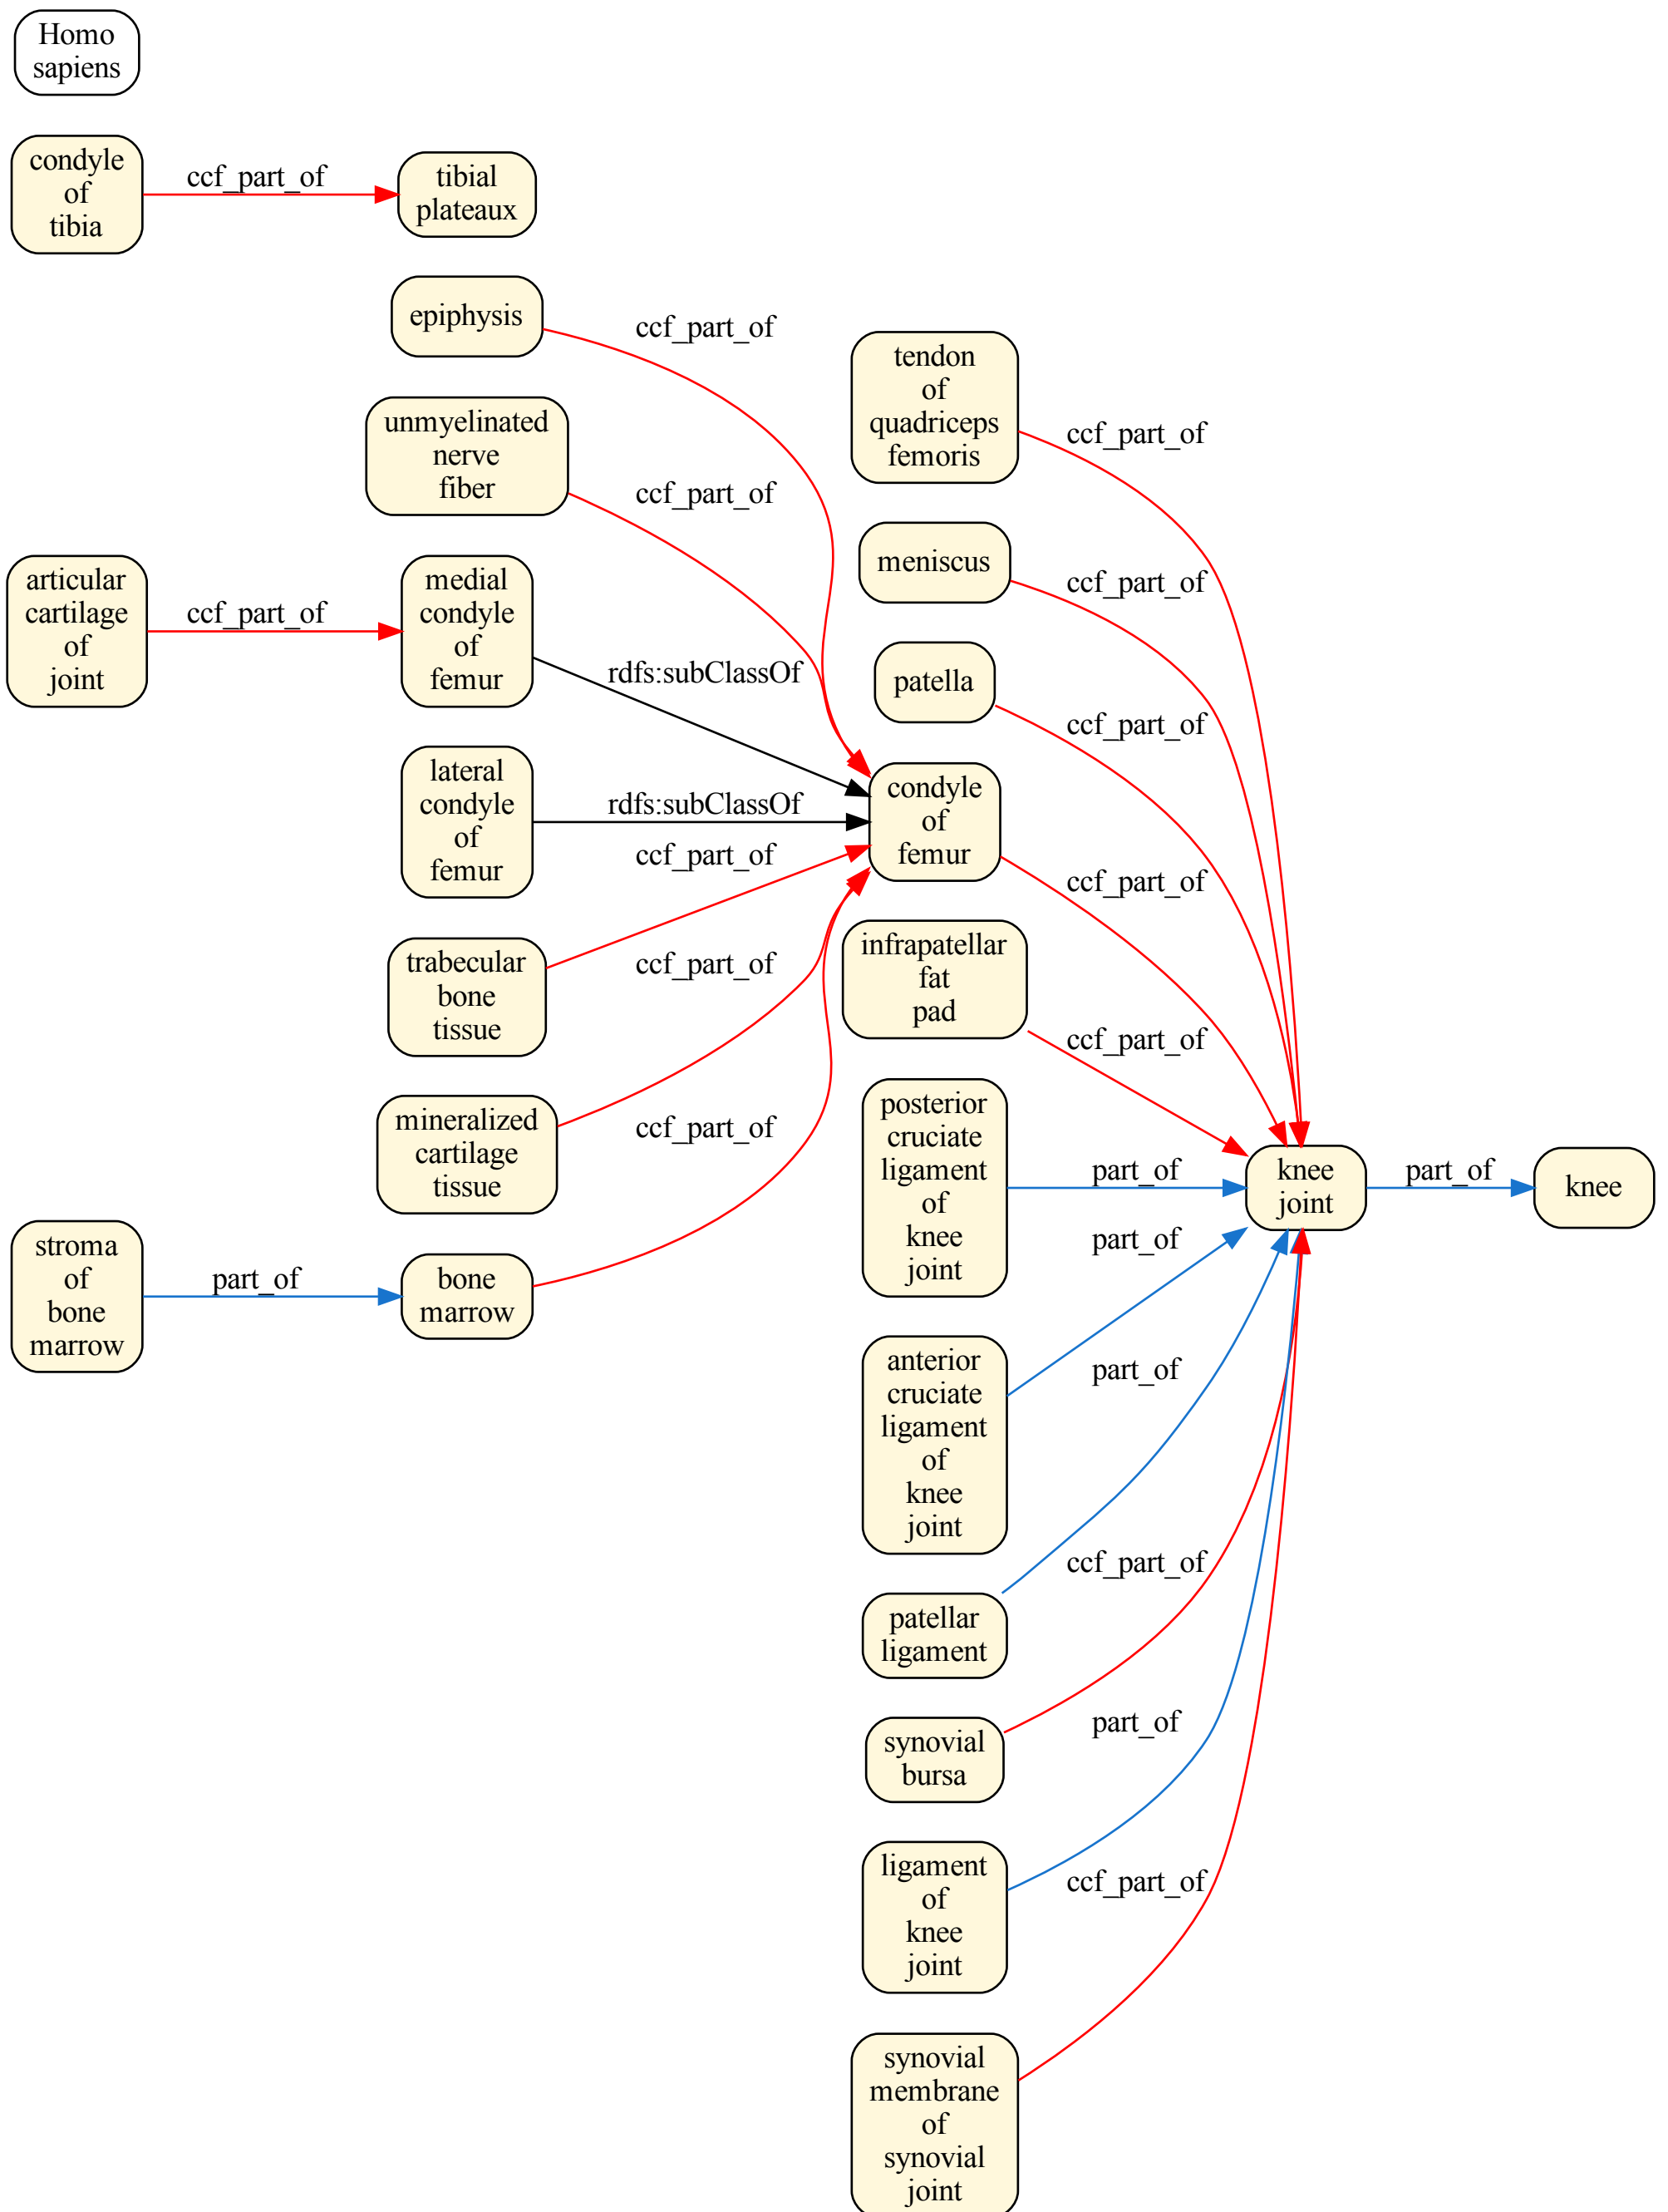 Homo
sapiens
condyle
of
tibia
ccf_part_of
tibial
plateaux
epiphysis
ccf_part_of
unmyelinated
nerve
fiber
ccf_part_of
articular
cartilage
of
joint
ccf_part_of
medial
condyle
of
femur
rdfs:subClassOf
lateral
condyle
of
femur
rdfs:subClassOf
trabecular
bone
tissue
ccf_part_of
mineralized
cartilage
tissue
ccf_part_of
stroma
of
bone
marrow
part_of
bone
marrow
ccf_part_of
tendon
of
quadriceps
femoris
ccf_part_of
meniscus
ccf_part_of
patella
ccf_part_of
condyle
of
femur
ccf_part_of
infrapatellar
fat
pad
ccf_part_of
posterior
cruciate
ligament
of
knee
joint
part_of
anterior
cruciate
ligament
of
knee
joint
part_of
patellar
ligament
part_of
synovial
bursa
ccf_part_of
ligament
of
knee
joint
part_of
synovial
membrane
of
synovial
joint
ccf_part_of
knee
joint
part_of
knee